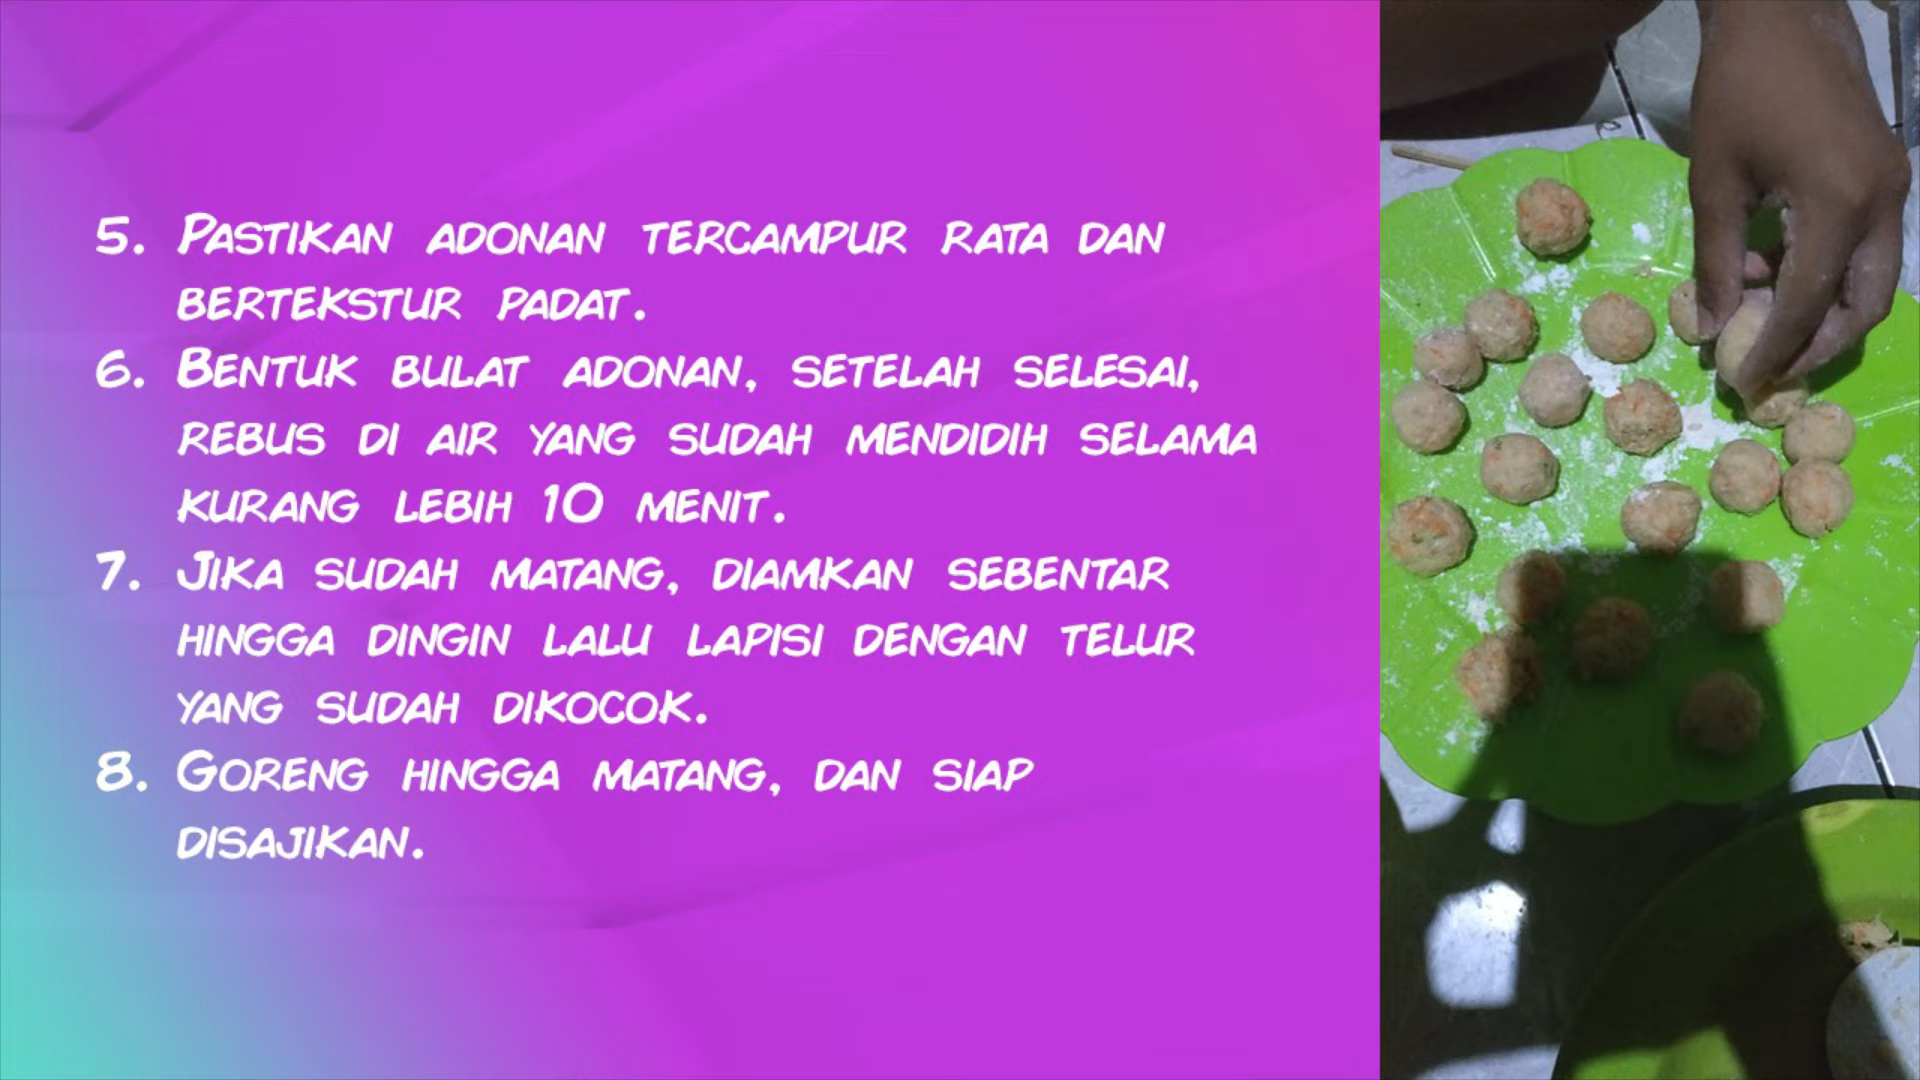 5. Pastikan adonan tercampur rata dan
bertekstur padat.
6. Bentuk bulat adonan, setelah selesai,
rebus di air yang sudah mendidih selama
kurang lebih 10 menit.
7. Jika sudah matang, diamkan sebentar
hingga dingin lalu lapisi dengan telur
yang sudah dikocok.
8. Goreng hingga matang, dan siap
disajikan.